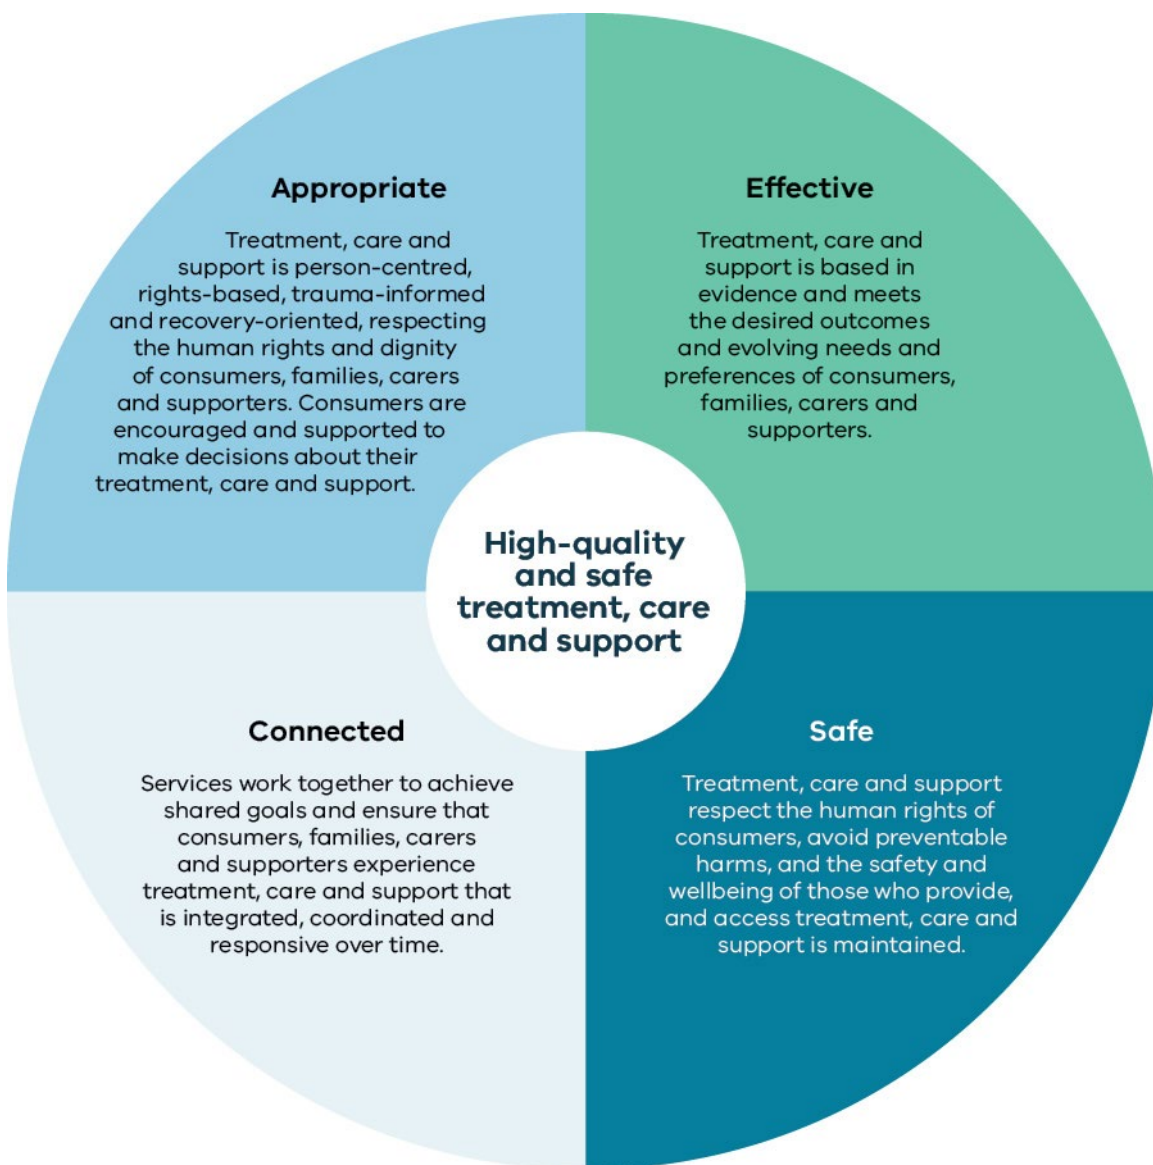 Appropriate
Treatment, care and
support is person-centred,
rights-based, trauma-informed
and recovery-oriented, respecting
the human rights and dignity
of consumers, families, carers
and supporters. Consumers are
encouraged and supported to
make decisions about their
treatment, care and support.
Effective
Treatment, care and
support is based in
evidence and meets
the desired outcomes
and evolving needs and
preferences of consumers,
families, carers and
supporters.
High-quality
and safe
treatment, care
and support
Connected
Services work together to achieve
shared goals and ensure that
consumers, families, carers
and supporters experience
treatment, care and support that
is integrated, coordinated and
responsive over time.
Safe
Treatment, care and support
respect the human rights of
consumers, avoid preventable
harms, and the safety and
wellbeing of those who provide,
and access treatment, care and
support is maintained.